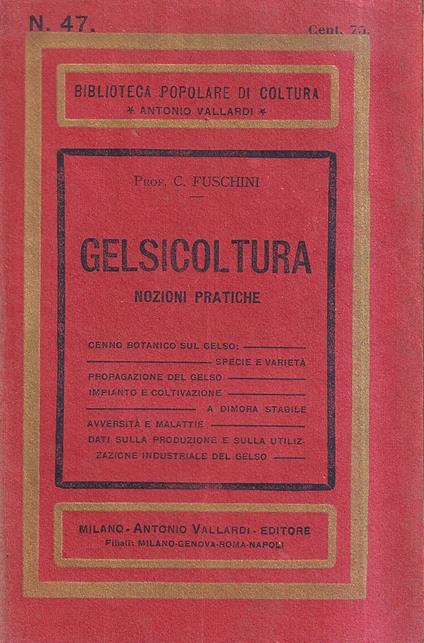 N. 47.
Cent. 75.
BIBLIOTECA POPOLARE DI COLTURA
* ANTONIO VALLARDI *
PROF. C. FUSCHINI
GELSICOLTURA
NOZIONI PRATICHE
CENNO BOTANICO SUL GELSO:
SPECIE E VARIETÀ
PROPAGAZIONE DEL GELSO
IMPIANTO E COLTIVAZIONE
A DIMORA STABILE
AVVERSITÀ E MALATTIE
DATI SULLA PRODUZIONE E SULLA UTILIZ-
ZAZIONE INDUSTRIALE DEL GELSO
MILANO - ANTONIO VALLARDI - EDITORE
Filiali: MILANO-GENOVA-ROMA-NAPOLI